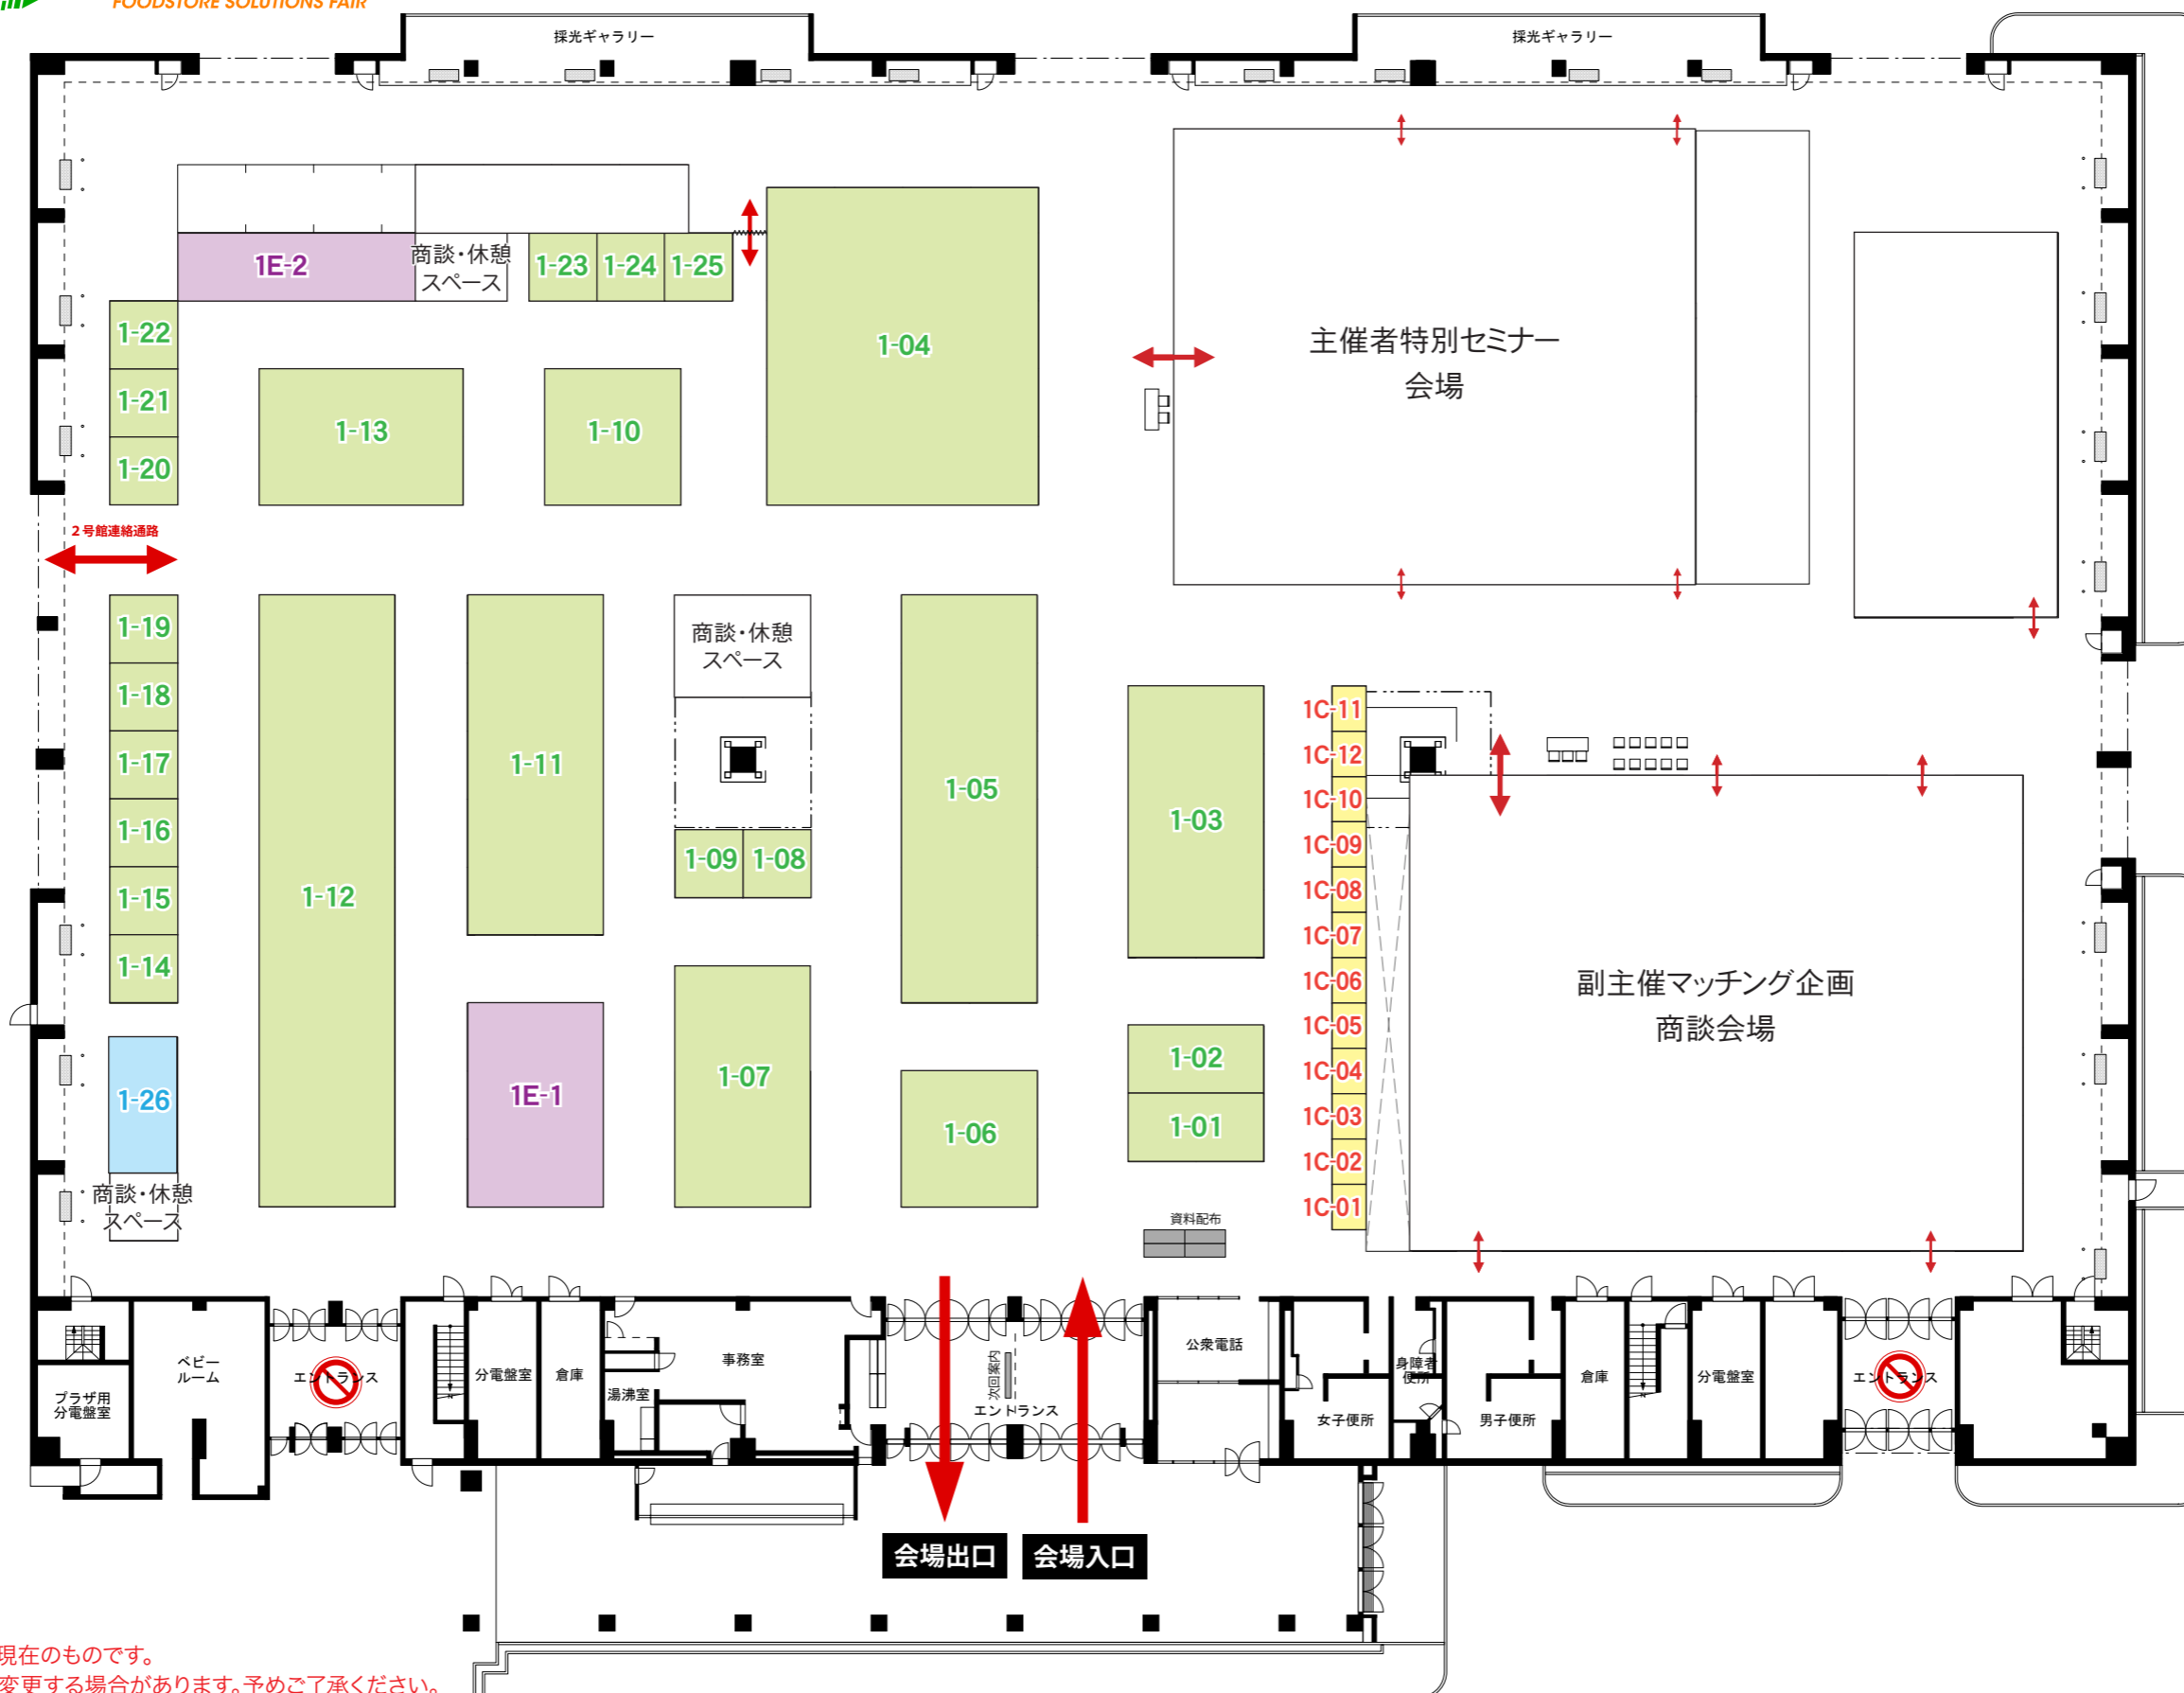 FOODSTORE SOLUTIONS FAIR
採光ギャラリー
採光ギャラリー
1E-2
商談・休憩
スペース
1-23
1-24
1-25
1-04
主催者特別セミナー
会場
1-22
1-21
1-20
1-13
1-10
2号館連絡通路
1-19
1-18
1-17
1-16
1-15
1-14
1-12
1-11
商談・休憩
スペース
1-09
1-08
1-05
1-03
1C-11
1C-12
1C-10
1C-09
1C-08
1C-07
1C-06
1C-05
1C-04
1C-03
1C-02
1C-01
副主催マッチング企画
商談会場
1-26
商談・休憩
スペース
1E-1
1-07
1-06
1-02
1-01
資料配布
プラザ用
分電盤室
ベビー
ルーム
エントランス
分電盤室
倉庫
湯沸室
事務室
次回案内
エントランス
公衆電話
女子便所
身障者
便所
男子便所
倉庫
分電盤室
エントランス
会場出口
会場入口
現在のものです。
変更する場合があります。予めご了承ください。